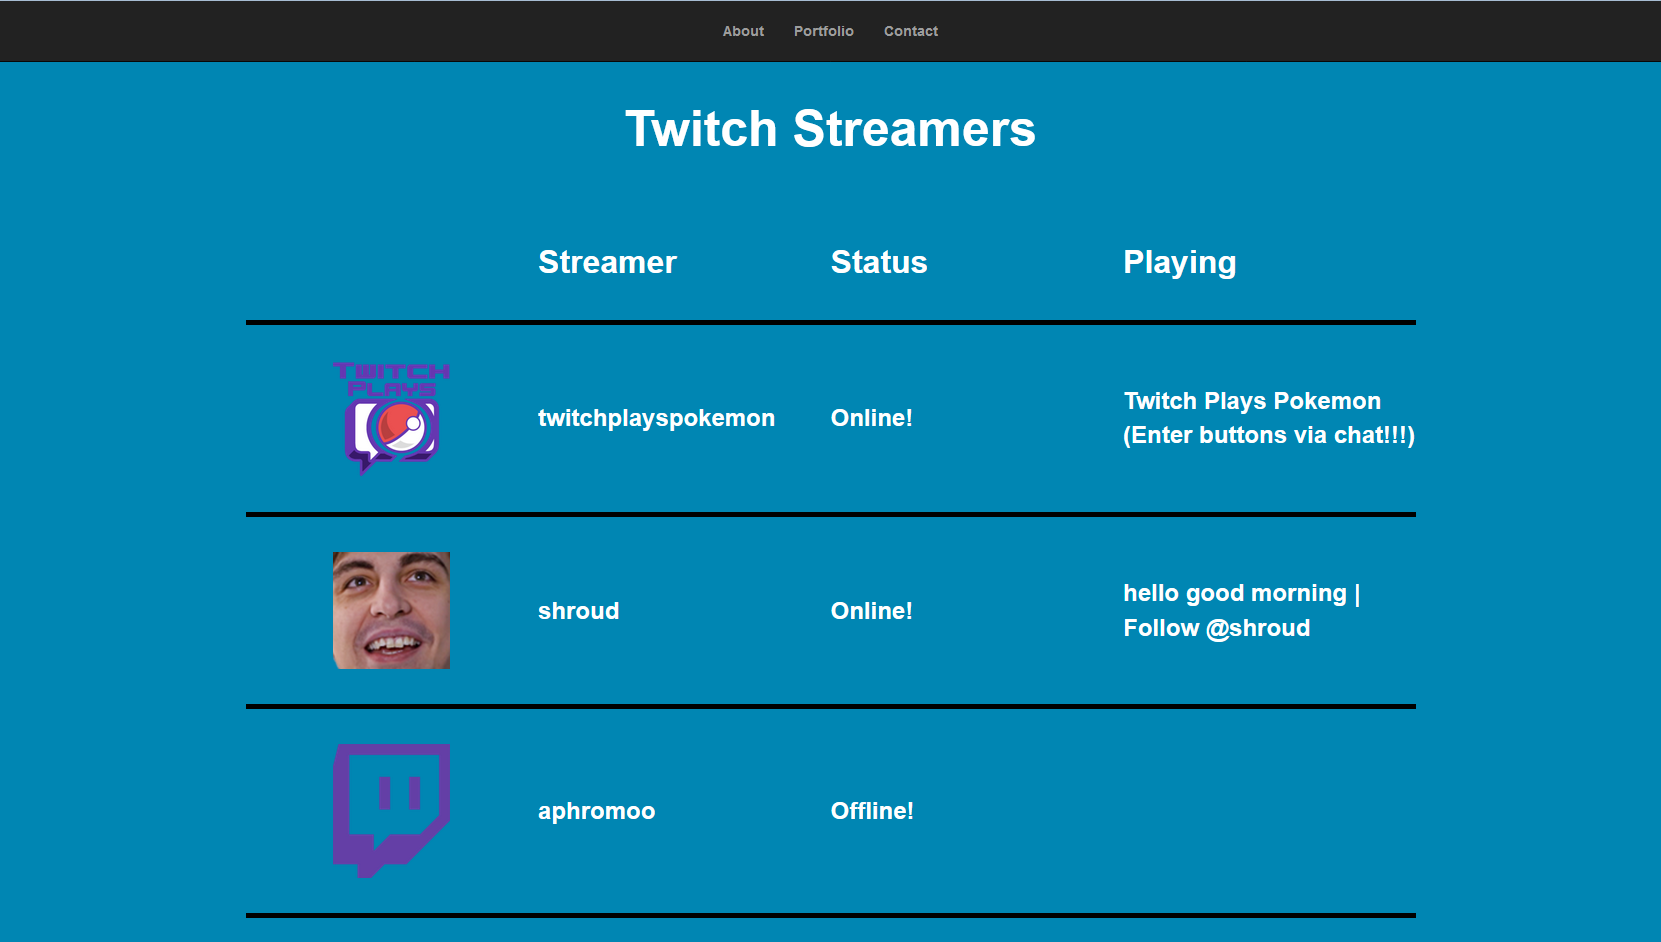 About Portfolio Contact
Twitch Streamers
Streamer Status Playing
TWITCH
PLAYS
twitchplayspokemon Online! Twitch Plays Pokemon
(Enter buttons via chat!!!)
shroud Online! hello good morning |
Follow @shroud
aphromoo Offline!